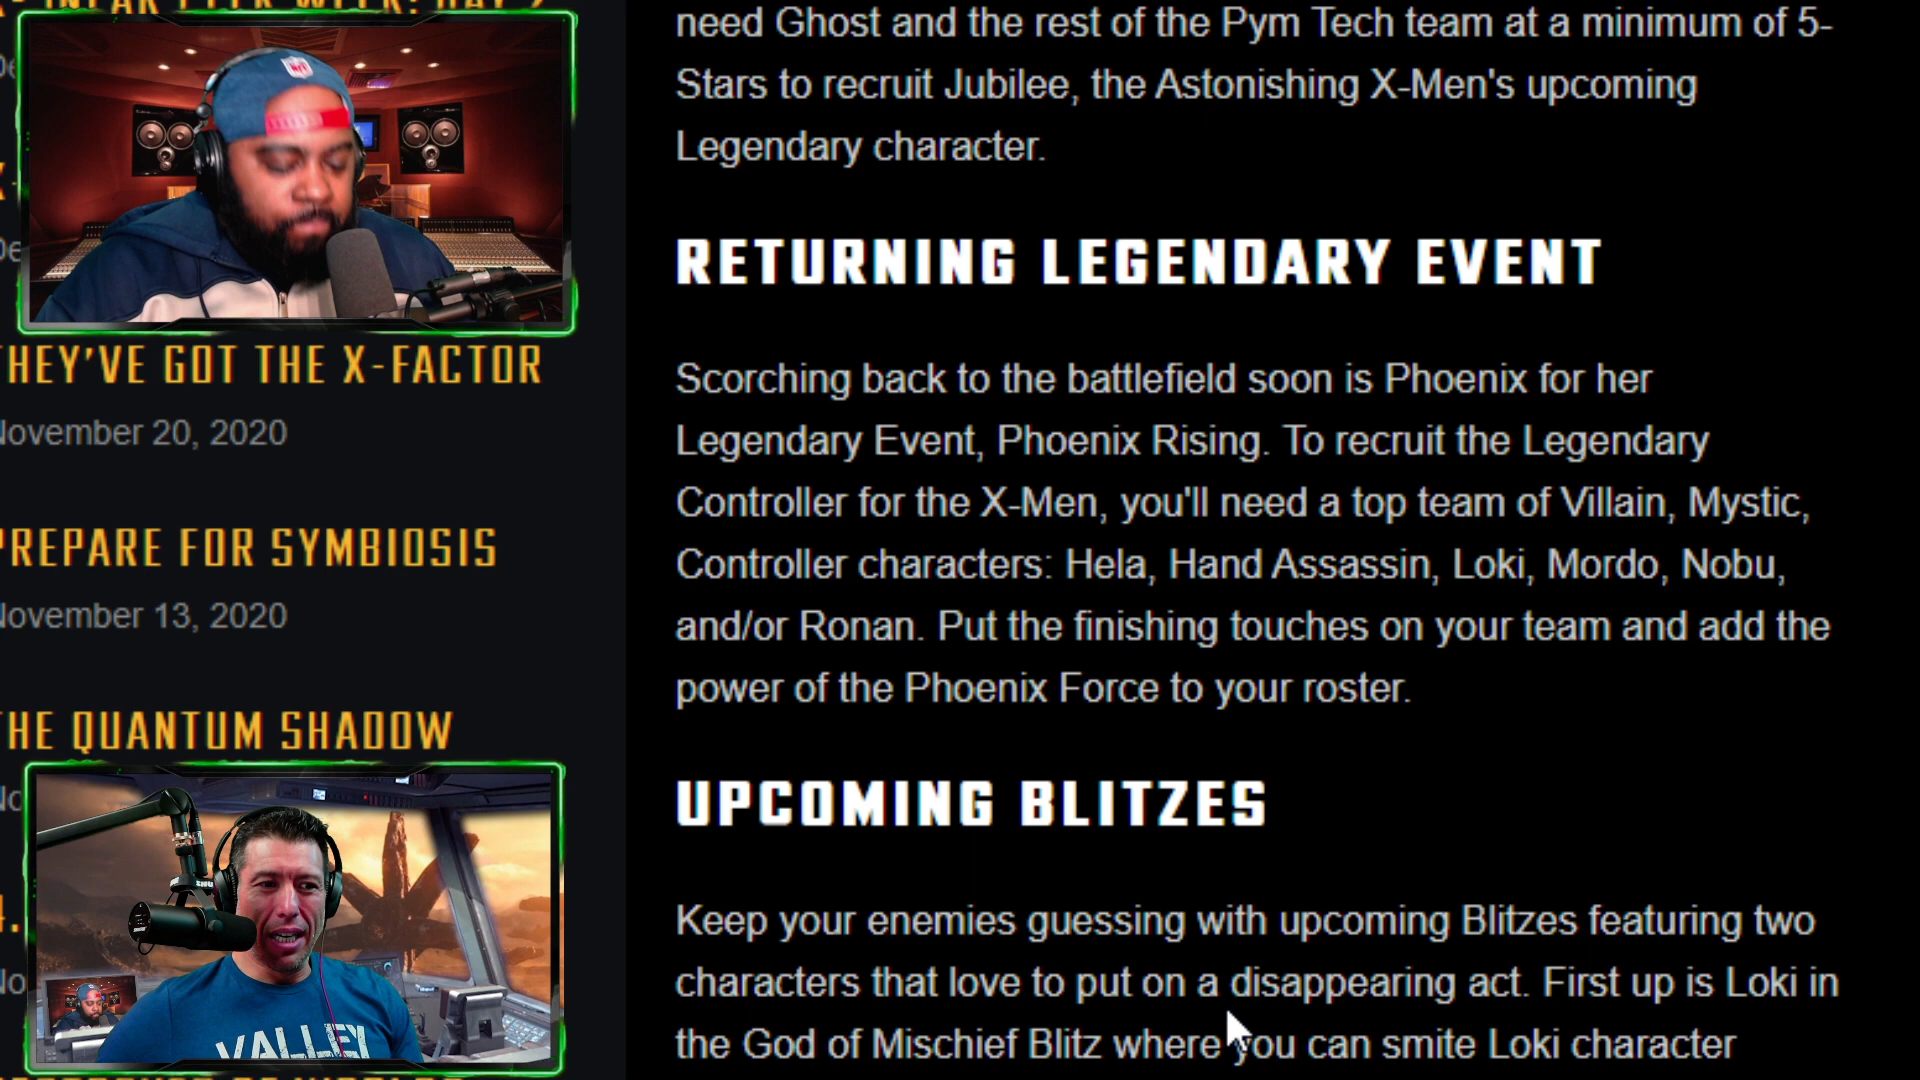 THEY'VE GOT THE X-FACTOR
November 20, 2020
PREPARE FOR SYMBIOSIS
November 13, 2020
THE QUANTUM SHADOW
VALLEY
need Ghost and the rest of the Pym Tech team at a minimum of 5-
Stars to recruit Jubilee, the Astonishing X-Men's upcoming
Legendary character.
RETURNING LEGENDARY EVENT
Scorching back to the battlefield soon is Phoenix for her
Legendary Event, Phoenix Rising. To recruit the Legendary
Controller for the X-Men, you'll need a top team of Villain, Mystic,
Controller characters: Hela, Hand Assassin, Loki, Mordo, Nobu,
and/or Ronan. Put the finishing touches on your team and add the
power of the Phoenix Force to your roster.
UPCOMING BLITZES
Keep your enemies guessing with upcoming Blitzes featuring two
characters that love to put on a disappearing act. First up is Loki in
the God of Mischief Blitz where you can smite Loki character